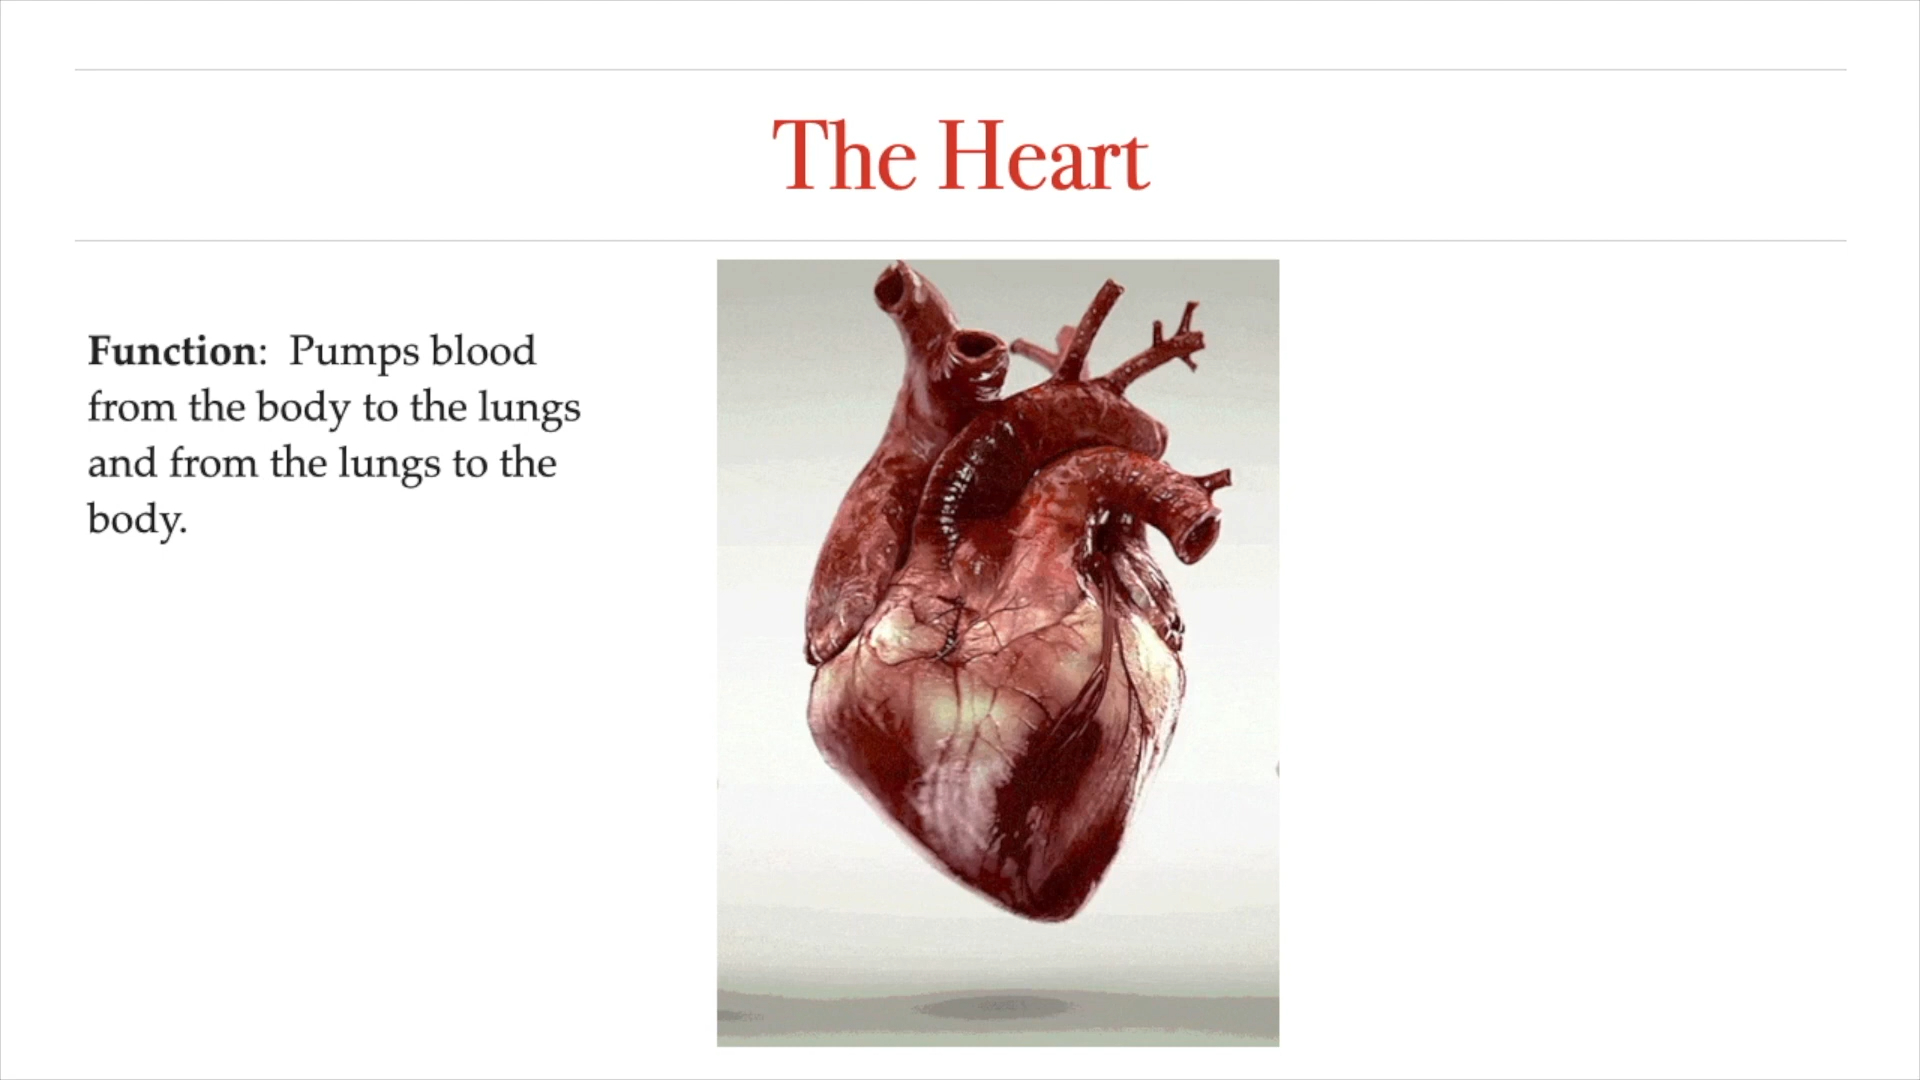 The Heart
Function:  Pumps blood
from the body to the lungs
and from the lungs to the
body.